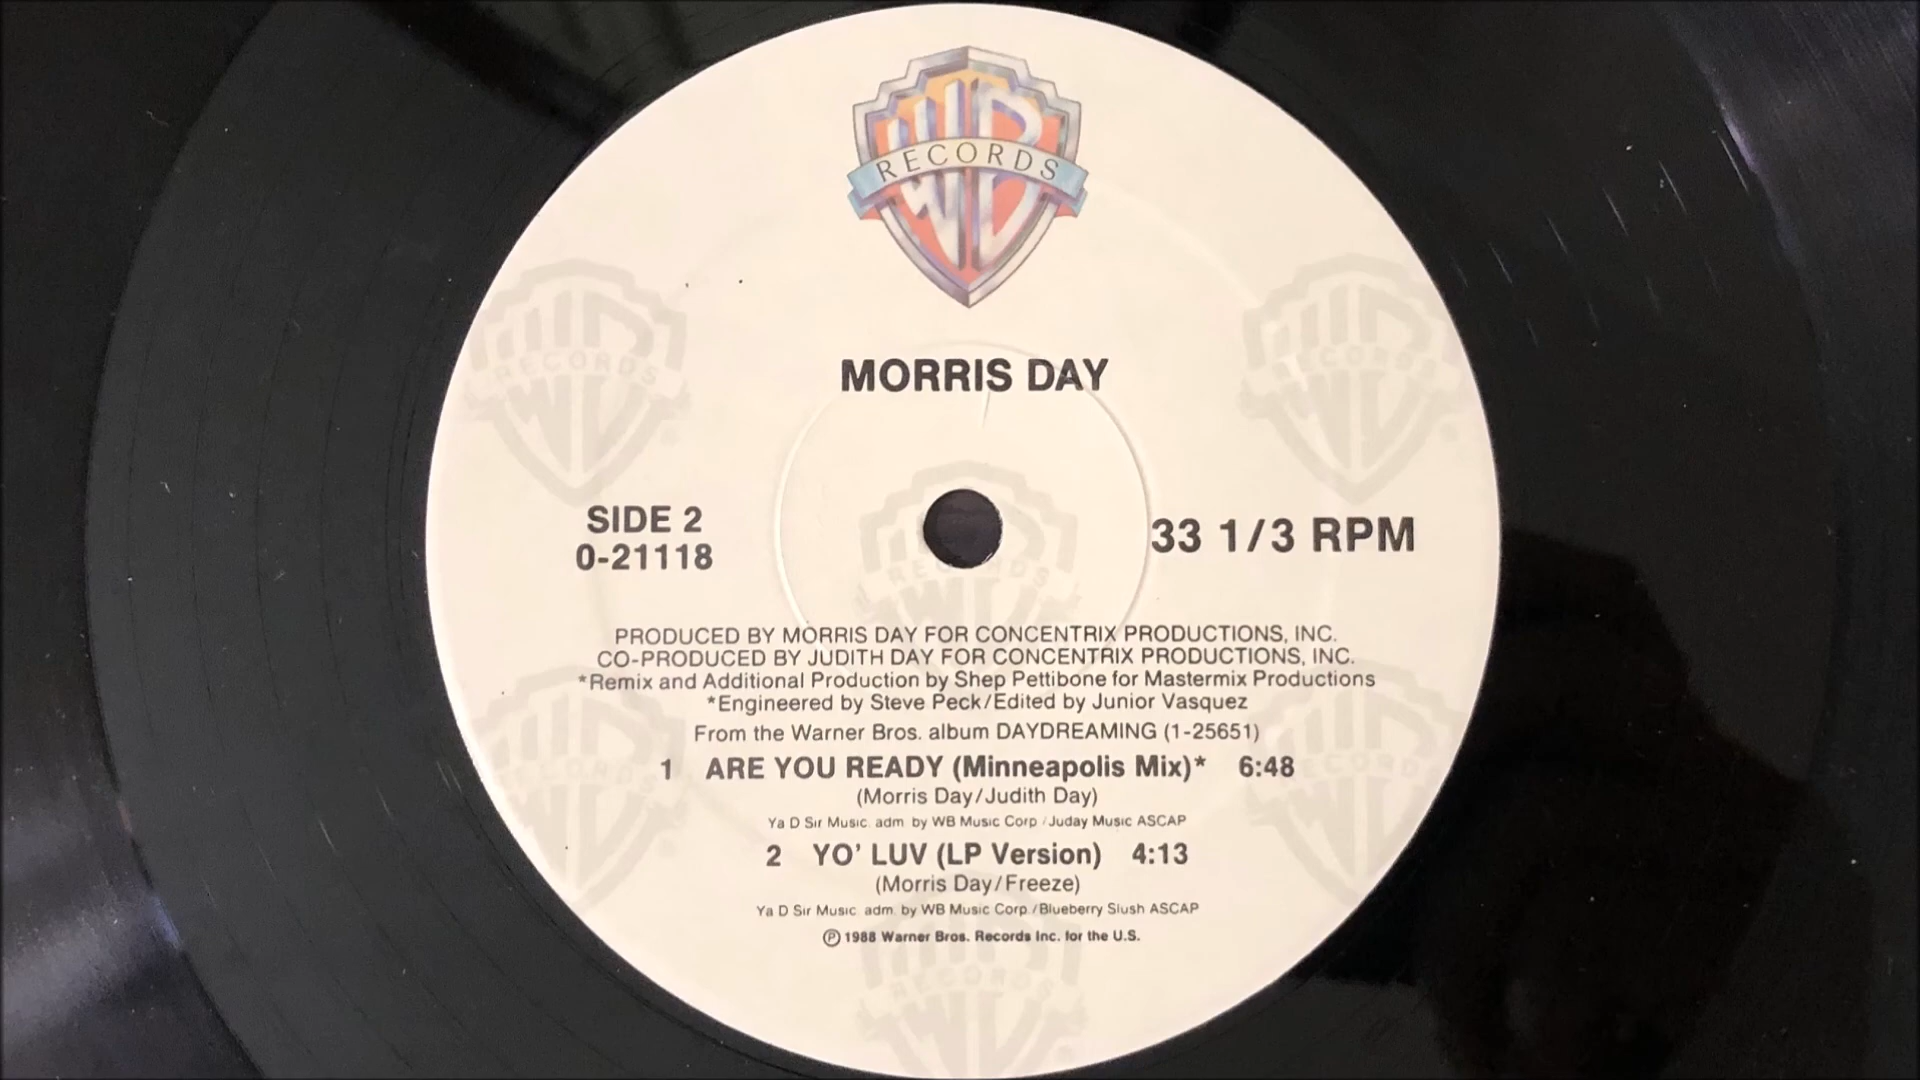 WB
RECORDS
MORRIS DAY
SIDE 2
0-21118
33 1/3 RPM
PRODUCED BY MORRIS DAY FOR CONCENTRIX PRODUCTIONS, INC.
CO-PRODUCED BY JUDITH DAY FOR CONCENTRIX PRODUCTIONS, INC.
*Remix and Additional Production by Shep Pettibone for Mastermix Productions
*Engineered by Steve Peck/Edited by Junior Vasquez
From the Warner Bros. album DAYDREAMING (1-25651)
1 ARE YOU READY (Minneapolis Mix)* 6:48
(Morris Day/Judith Day)
Ya D Sir Music. adm. by WB Music Corp./Juday Music ASCAP
2 YO' LUV (LP Version) 4:13
(Morris Day/Freeze)
Ya D Sir Music. adm. by WB Music Corp./Blueberry Slush ASCAP
Ⓟ 1988 Warner Bros. Records Inc. for the U.S.